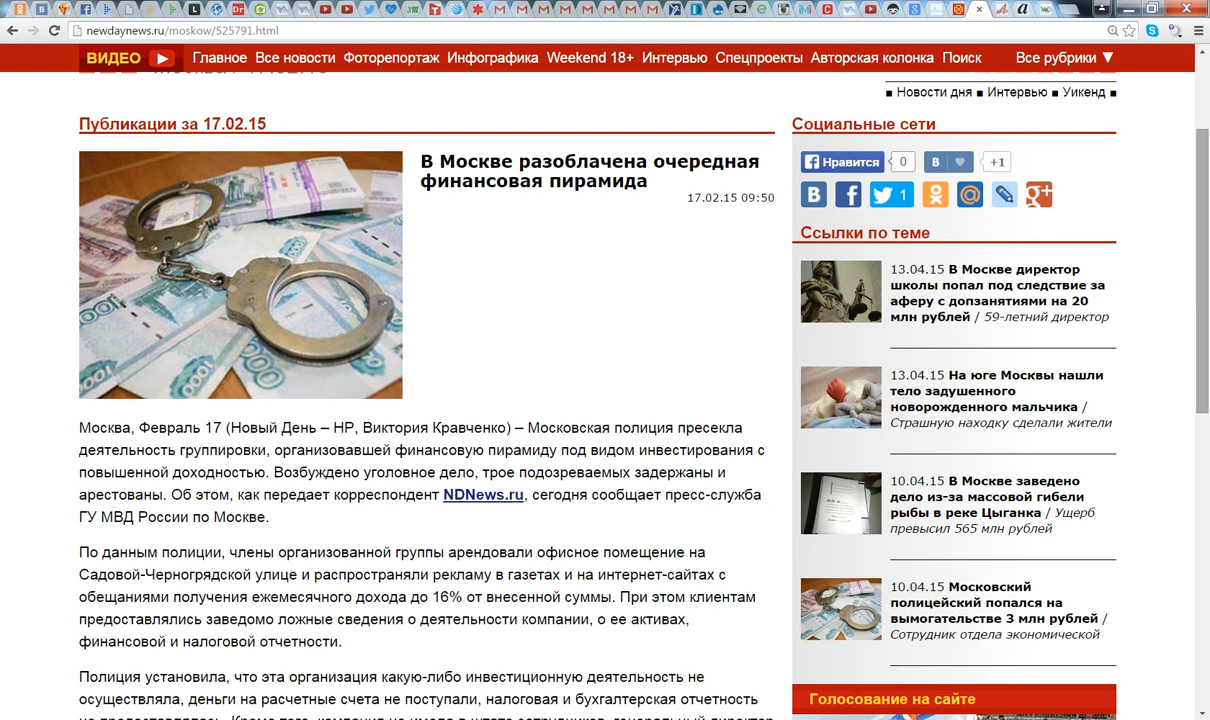 newdaynews.ru/moskow/525791.html
ВИДЕО Главное Все новости Фоторепортаж Инфографика Weekend 18+ Интервью Спецпроекты Авторская колонка Поиск Все рубрики ▼
■ Новости дня ■ Интервью ■ Уикенд ■
Публикации за 17.02.15
В Москве разоблачена очередная
финансовая пирамида
17.02.15 09:50
Москва, Февраль 17 (Новый День – НР, Виктория Кравченко) – Московская полиция пресекла
деятельность группировки, организовавшей финансовую пирамиду под видом инвестирования с
повышенной доходностью. Возбуждено уголовное дело, трое подозреваемых задержаны и
арестованы. Об этом, как передает корреспондент NDNews.ru, сегодня сообщает пресс-служба
ГУ МВД России по Москве.
По данным полиции, члены организованной группы арендовали офисное помещение на
Садовой-Черногрядской улице и распространяли рекламу в газетах и на интернет-сайтах с
обещаниями получения ежемесячного дохода до 16% от внесенной суммы. При этом клиентам
предоставлялись заведомо ложные сведения о деятельности компании, о ее активах,
финансовой и налоговой отчетности.
Полиция установила, что эта организация какую-либо инвестиционную деятельность не
осуществляла, деньги на расчетные счета не поступали, налоговая и бухгалтерская отчетность
Социальные сети
Нравится 0 В +1
В f 1 @ g+
Ссылки по теме
13.04.15 В Москве директор
школы попал под следствие за
аферу с допзанятиями на 20
млн рублей / 59-летний директор
13.04.15 На юге Москвы нашли
тело задушенного
новорожденного мальчика /
Страшную находку сделали жители
10.04.15 В Москве заведено
дело из-за массовой гибели
рыбы в реке Цыганка / Ущерб
превысил 565 млн рублей
10.04.15 Московский
полицейский попался на
вымогательстве 3 млн рублей /
Сотрудник отдела экономической
Голосование на сайте